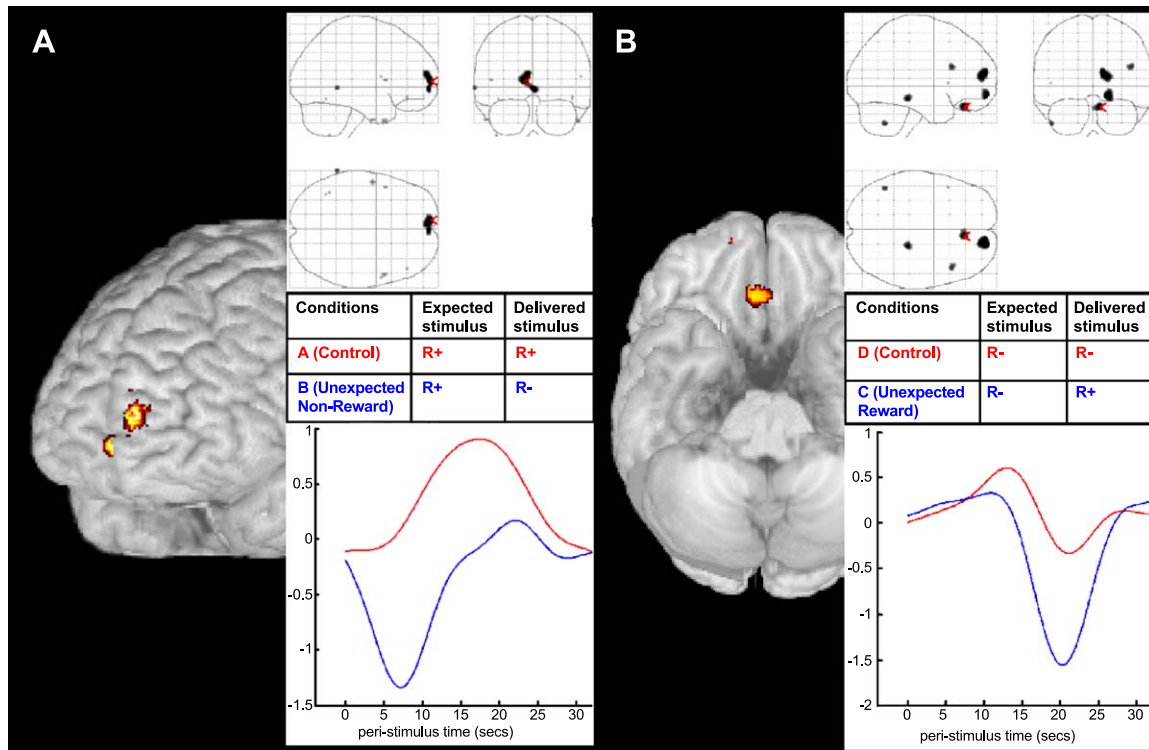 A
Conditions Expected stimulus Delivered stimulus
A (Control) R+ R+
B (Unexpected Non-Reward) R+ R-
1
0.5
0
-0.5
-1
-1.5
0 5 10 15 20 25 30
peri-stimulus time (secs)
B
Conditions Expected stimulus Delivered stimulus
D (Control) R- R-
C (Unexpected Reward) R- R+
1
0.5
0
-0.5
-1
-1.5
-2
0 5 10 15 20 25 30
peri-stimulus time (secs)